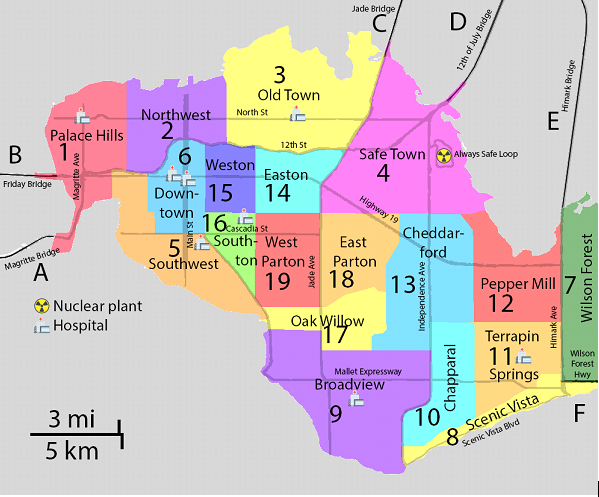 Jade Bridge
C
D
12th of July Bridge
3
Old Town
North St
Himark Bridge
E
Northwest
2
Palace Hills
1
12th St
B
Friday Bridge
Magritte Ave
6
Down-
town
Weston
15
Easton
14
Safe Town
4
Always Safe Loop
Highway 19
Magritte Bridge
A
Main St
16
Cascadia St
South-
ton
5
Southwest
West
Parton
19
Jade Ave
East
Parton
18
Cheddar-
ford
13
Independence Ave
Pepper Mill
12
Himark Ave
7
Wilson Forest
Nuclear plant
Hospital
Oak Willow
17
Terrapin
11
Springs
Wilson
Forest
Hwy
Mallet Expressway
Broadview
9
Chapparal
10
Scenic Vista
8
Scenic Vista Blvd
F
3 mi
5 km